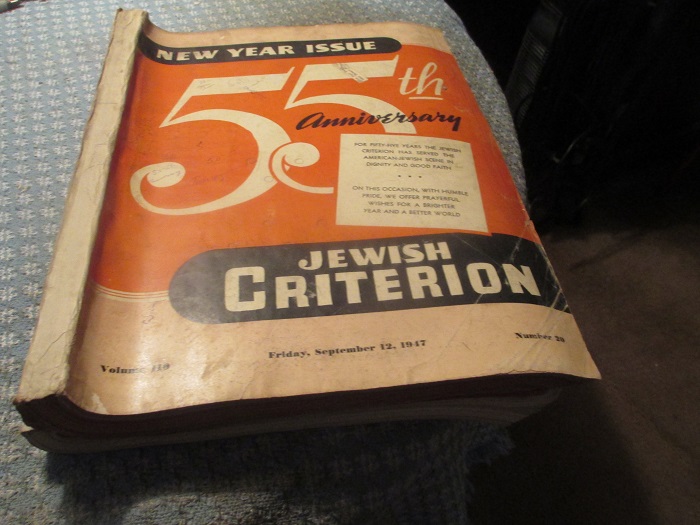 NEW YEAR ISSUE
55th
Anniversary
FOR FIFTY-FIVE YEARS THE JEWISH
CRITERION HAS SERVED THE
AMERICAN-JEWISH SCENE IN
DIGNITY AND GOOD FAITH
• • •
ON THIS OCCASION, WITH HUMBLE
PRIDE, WE OFFER PRAYERFUL
WISHES FOR A BRIGHTER
YEAR AND A BETTER WORLD
JEWISH
CRITERION
Volume 110
Friday, September 12, 1947
Number 20